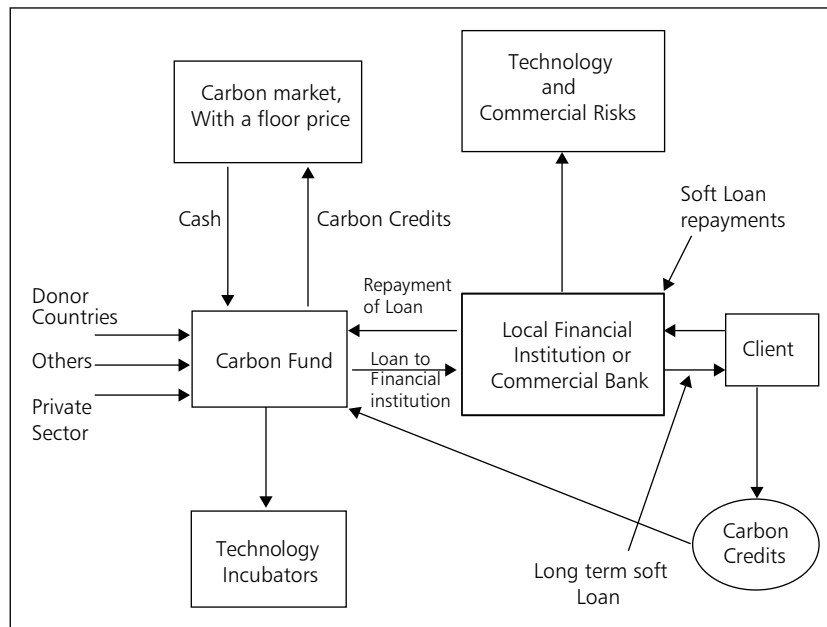 Carbon market,
With a floor price
Technology
and
Commercial Risks
Cash
Carbon Credits
Soft Loan
repayments
Donor
Countries
Others
Private
Sector
Carbon Fund
Repayment
of Loan
Loan to
Financial
institution
Local Financial
Institution or
Commercial Bank
Client
Technology
Incubators
Long term soft
Loan
Carbon
Credits